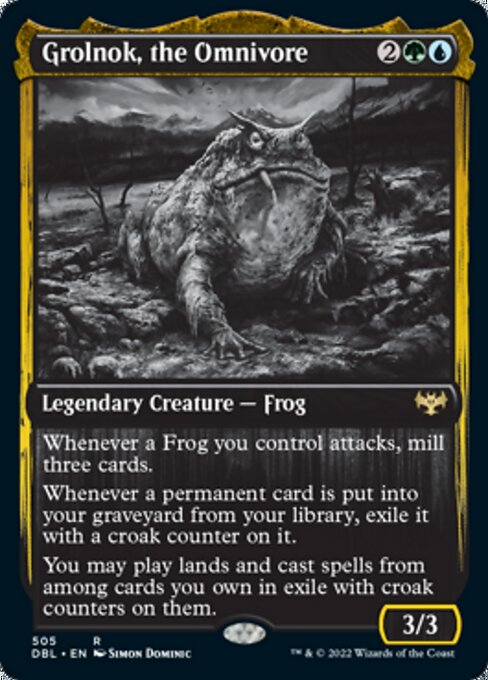 Grolnok, the Omnivore 2
Legendary Creature — Frog
Whenever a Frog you control attacks, mill
three cards.
Whenever a permanent card is put into
your graveyard from your library, exile it
with a croak counter on it.
You may play lands and cast spells from
among cards you own in exile with croak
counters on them.
3/3
505 R
DBL • EN Simon Dominic ™ & © 2022 Wizards of the Coast